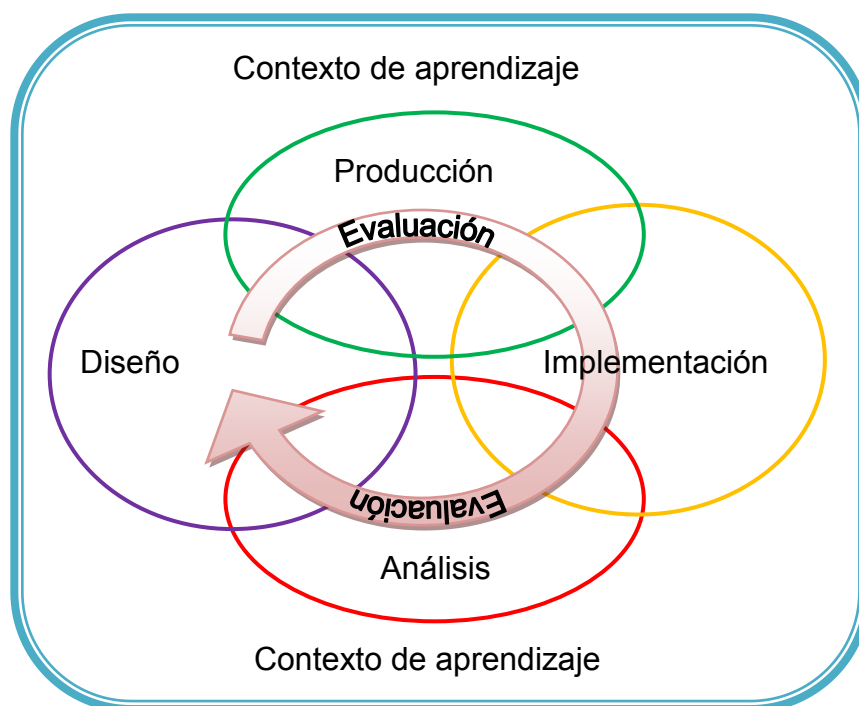 Contexto de aprendizaje
Producción
Evaluación
Diseño
Implementación
Evaluación
Análisis
Contexto de aprendizaje